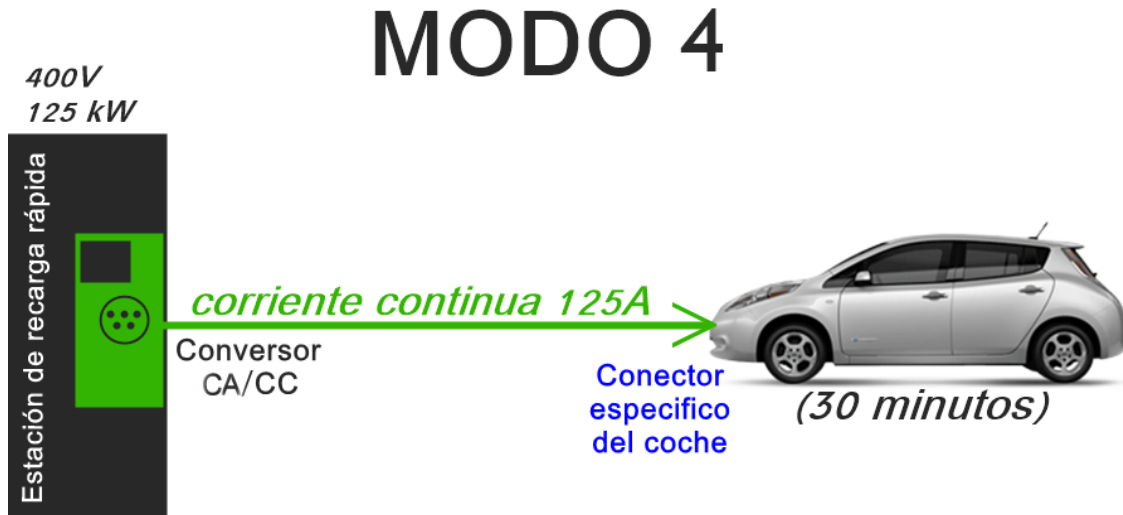 MODO 4
400V
125 kW
Estación de recarga rápida
corriente continua 125A
Conversor
CA/CC
Conector
especifico
del coche
(30 minutos)